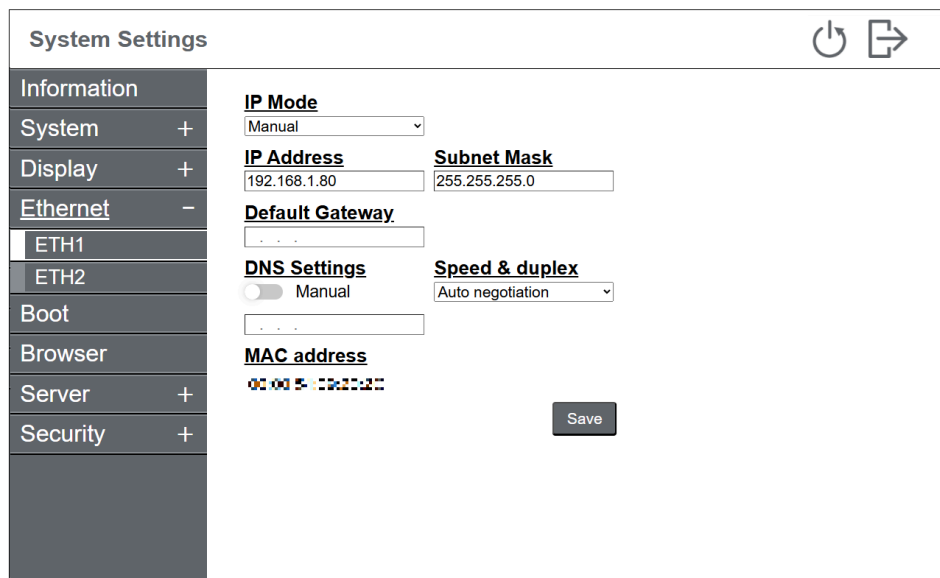 System Settings
Information
System +
Display +
Ethernet -
ETH1
ETH2
Boot
Browser
Server +
Security +
IP Mode
Manual
IP Address Subnet Mask
192.168.1.80 255.255.255.0
Default Gateway
. . .
DNS Settings Speed & duplex
Manual Auto negotiation
. . .
MAC address
Save